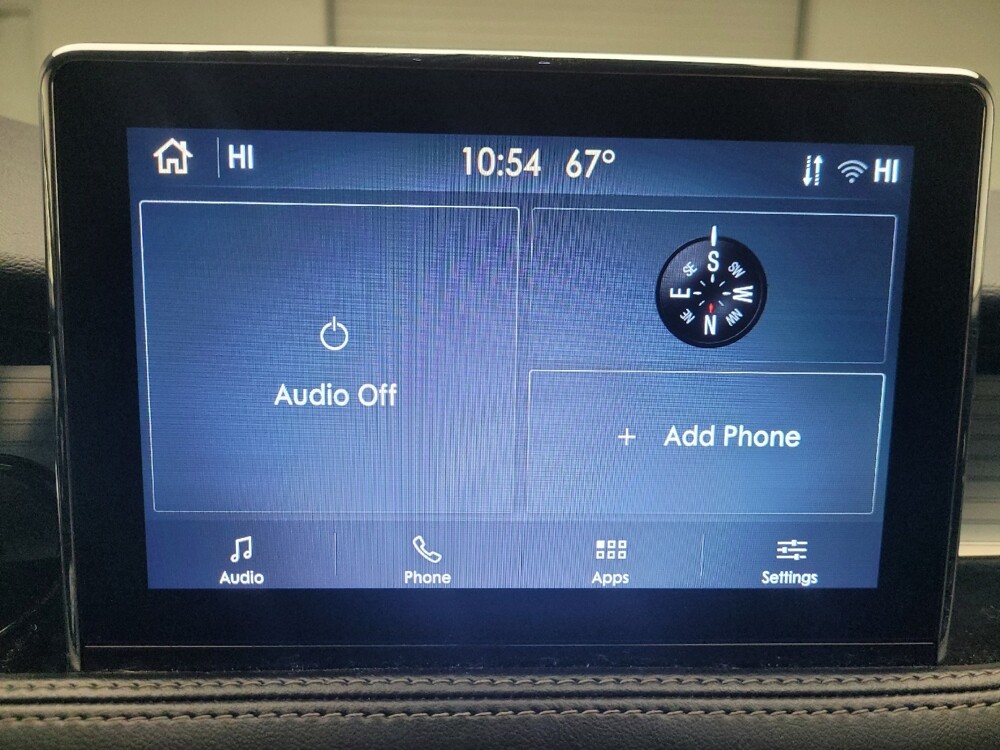 HI 10:54 67° HI
S
SE SW
E W
NE NW
N
Audio Off
+ Add Phone
Audio Phone Apps Settings